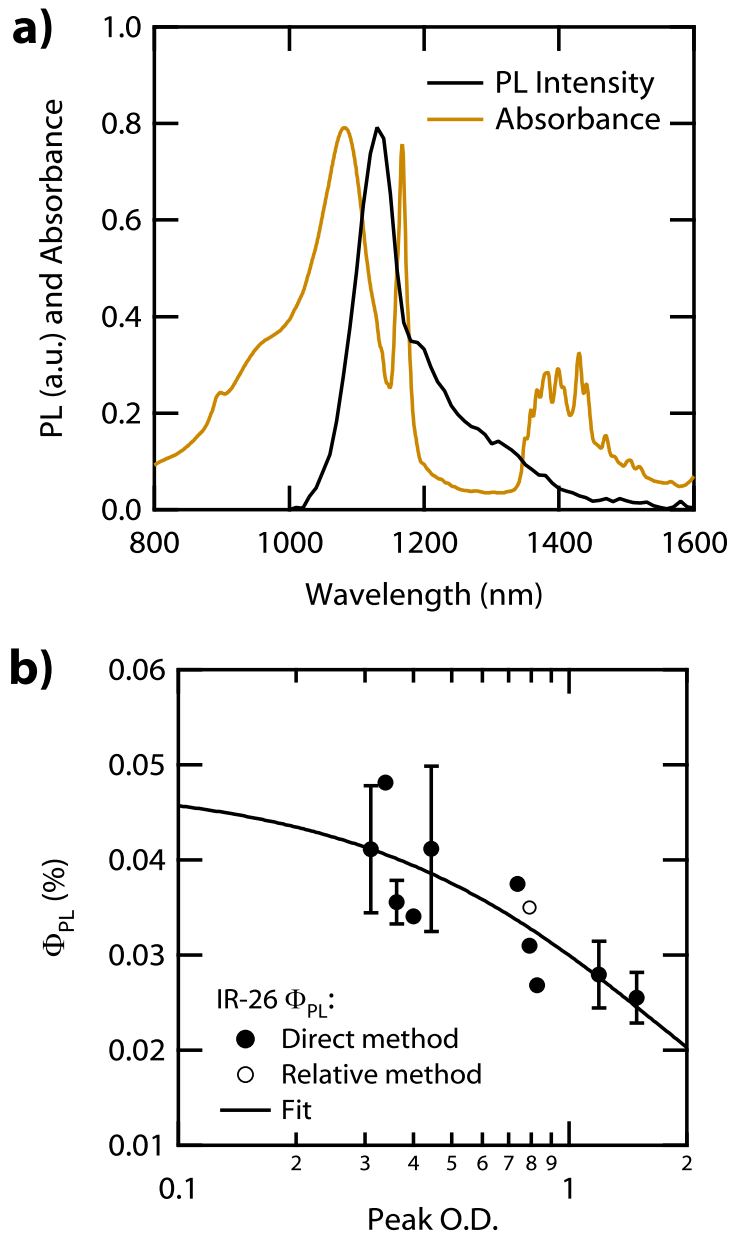 a)
1.0
0.8
0.6
0.4
0.2
0.0
PL (a.u.) and Absorbance
PL Intensity
Absorbance
800 1000 1200 1400 1600
Wavelength (nm)
b)
0.06
0.05
0.04
0.03
0.02
0.01
Φ_PL (%)
IR-26 Φ_PL:
Direct method
Relative method
Fit
2 3 4 5 6 7 8 9 2
0.1 1
Peak O.D.